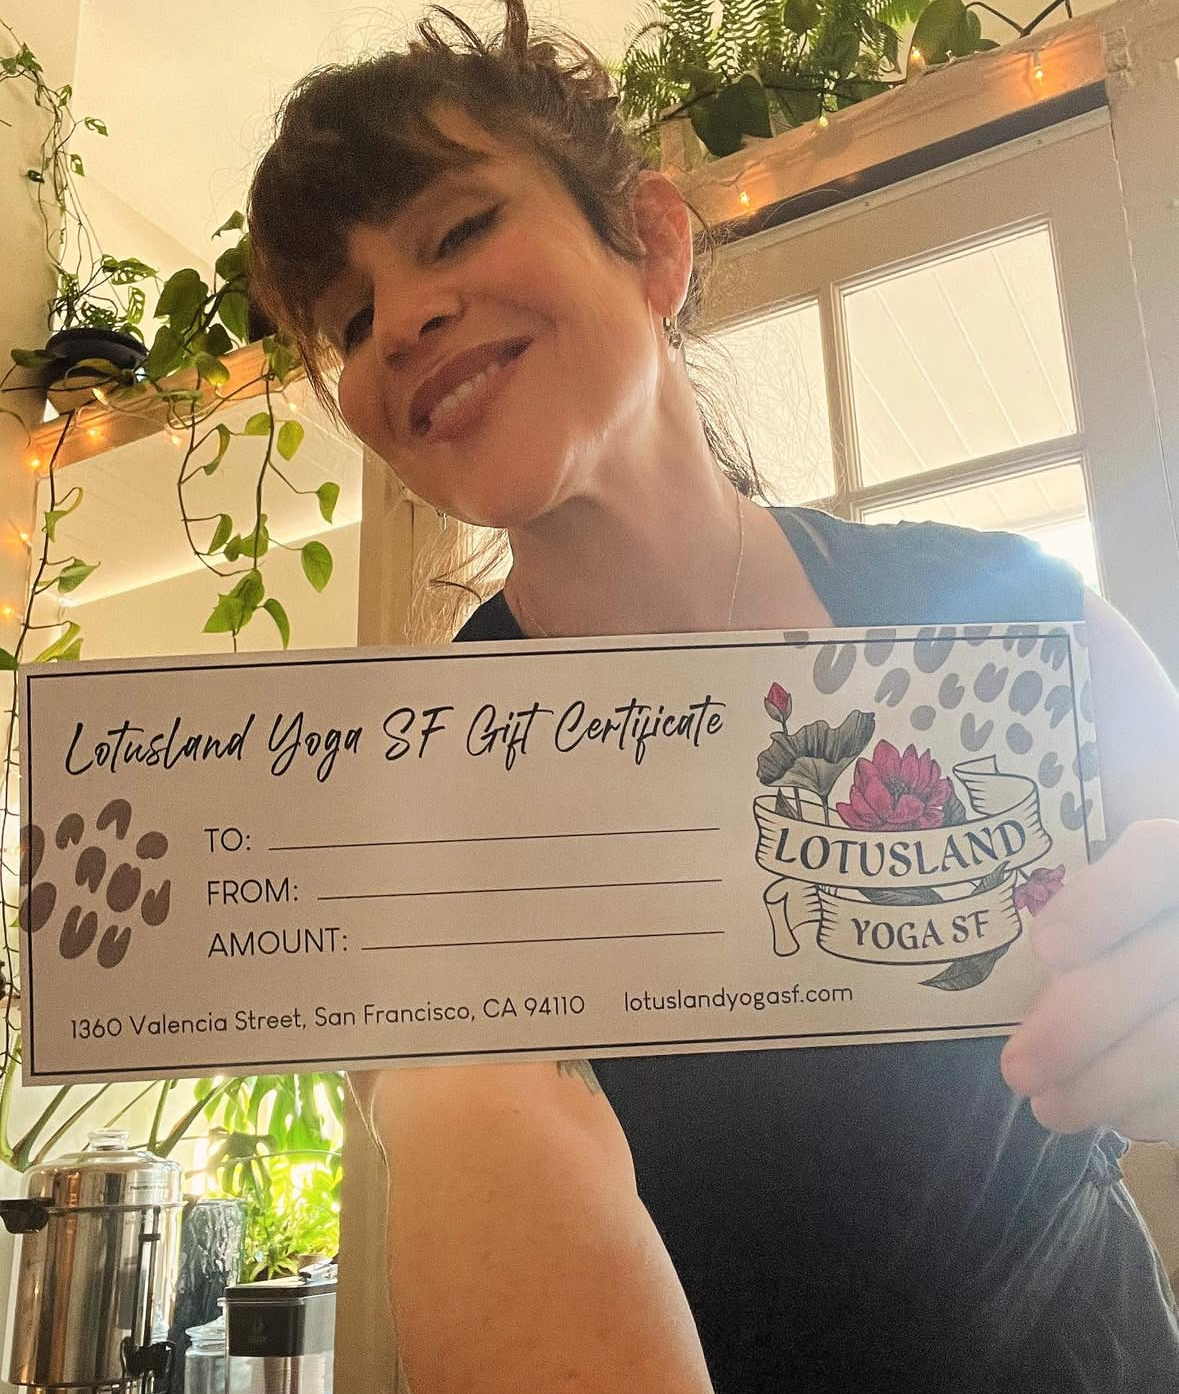 Lotusland Yoga SF Gift Certificate
TO:
FROM:
AMOUNT:
1360 Valencia Street, San Francisco, CA 94110 lotuslandyogasf.com
LOTUSLAND
YOGA SF